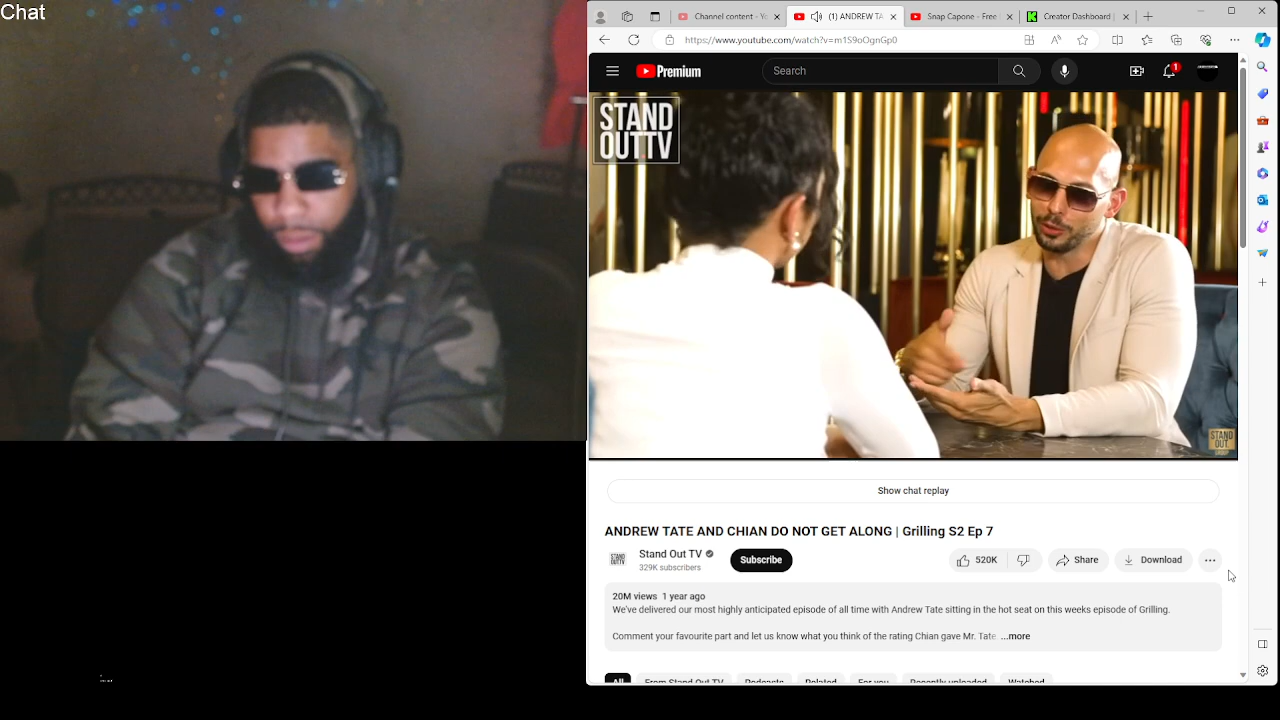 Chat
Channel content - Yo
(1) ANDREW TA
Snap Capone - Free
Creator Dashboard
https://www.youtube.com/watch?v=m1S9oOgnGp0
Premium
Search
1
STAND
OUTTV
STAND
OUT
GROUP
Show chat replay
ANDREW TATE AND CHIAN DO NOT GET ALONG | Grilling S2 Ep 7
Stand Out TV
329K subscribers
Subscribe
520K
Share
Download
20M views 1 year ago
We've delivered our most highly anticipated episode of all time with Andrew Tate sitting in the hot seat on this weeks episode of Grilling.
Comment your favourite part and let us know what you think of the rating Chian gave Mr. Tate ...more
All From Stand Out TV Podcasts Related For you Recently uploaded Watched